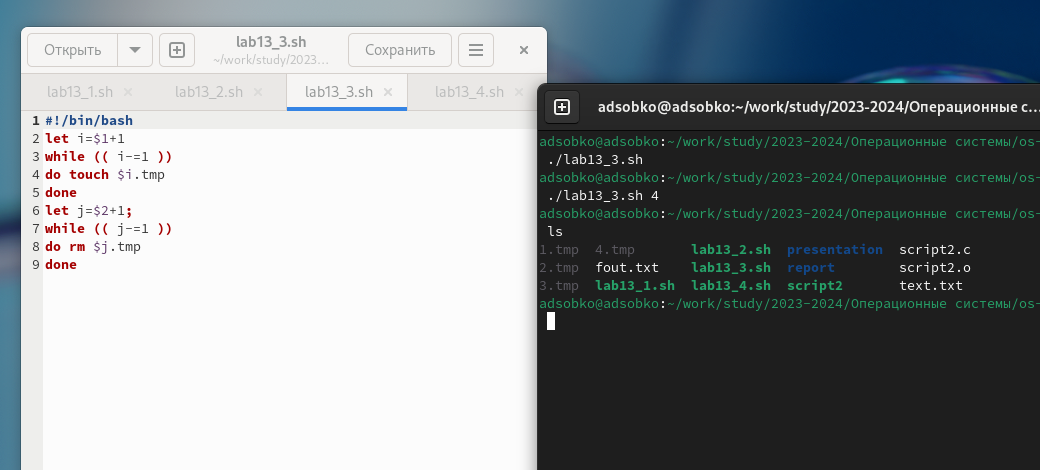 Открыть
lab13_3.sh
~/work/study/2023…
Сохранить
lab13_1.sh
lab13_2.sh
lab13_3.sh
lab13_4.sh
1 #!/bin/bash
2 let i=$1+1
3 while (( i-=1 ))
4 do touch $i.tmp
5 done
6 let j=$2+1;
7 while (( j-=1 ))
8 do rm $j.tmp
9 done
adsobko@adsobko:~/work/study/2023-2024/Операционные с…
adsobko@adsobko:~/work/study/2023-2024/Операционные системы/os-
./lab13_3.sh
adsobko@adsobko:~/work/study/2023-2024/Операционные системы/os-
./lab13_3.sh 4
adsobko@adsobko:~/work/study/2023-2024/Операционные системы/os-
ls
1.tmp 4.tmp lab13_2.sh presentation script2.c
2.tmp fout.txt lab13_3.sh report script2.o
3.tmp lab13_1.sh lab13_4.sh script2 text.txt
adsobko@adsobko:~/work/study/2023-2024/Операционные системы/os-